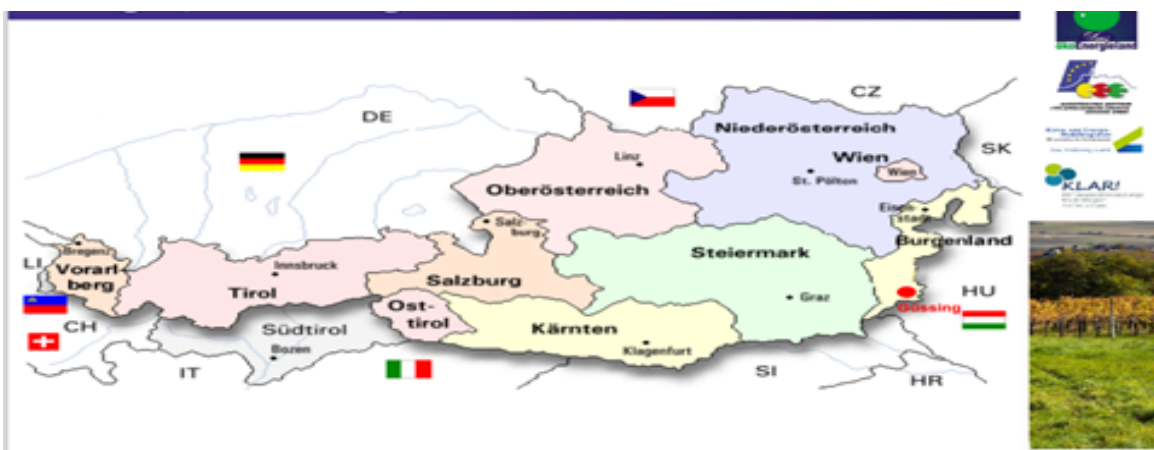 DE
CZ
SK
Niederösterreich
Wien
Linz
St. Pölten
Wien
Oberösterreich
Salz
burg
Eisen
stadt
Burgenland
Steiermark
Bregenz
LI
Vorarl
berg
Innsbruck
Tirol
Salzburg
Ost-
tirol
Graz
HU
Güssing
CH
Südtirol
Bozen
Kärnten
Klagenfurt
IT
SI
HR
ökoEnergieland
KLAR!